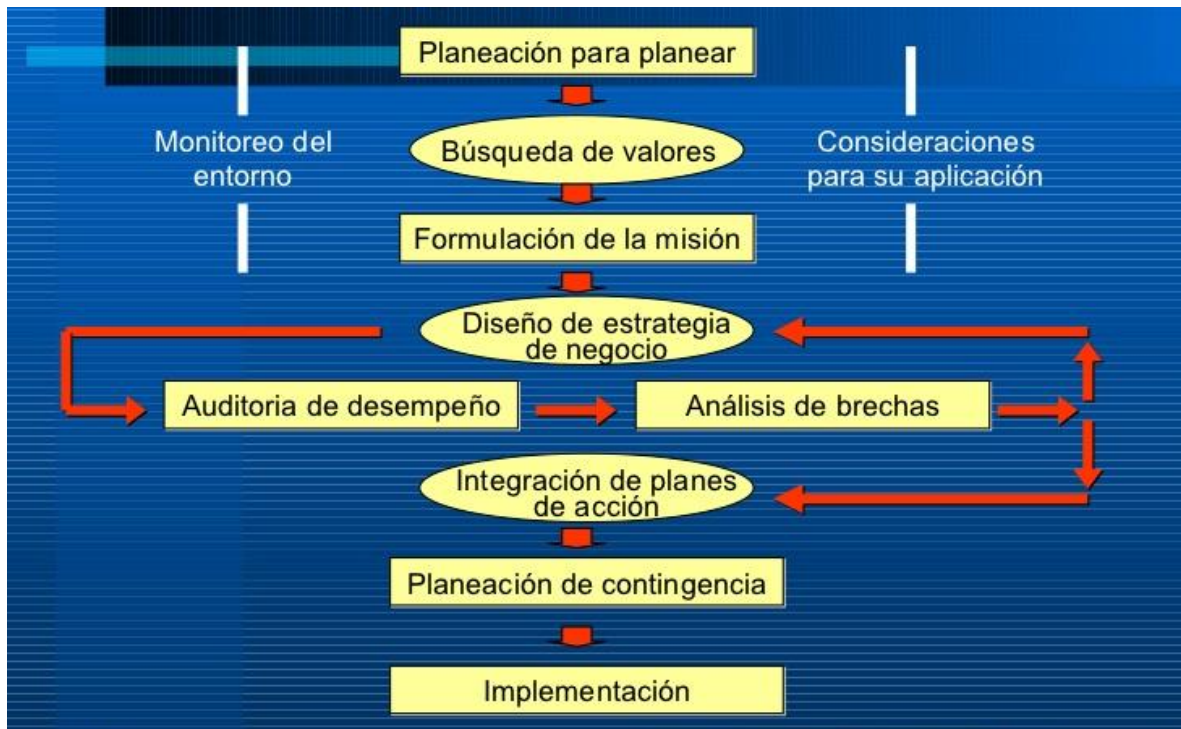 Planeación para planear
Monitoreo del
entorno
Búsqueda de valores
Consideraciones
para su aplicación
Formulación de la misión
Diseño de estrategia
de negocio
Auditoria de desempeño
Análisis de brechas
Integración de planes
de acción
Planeación de contingencia
Implementación